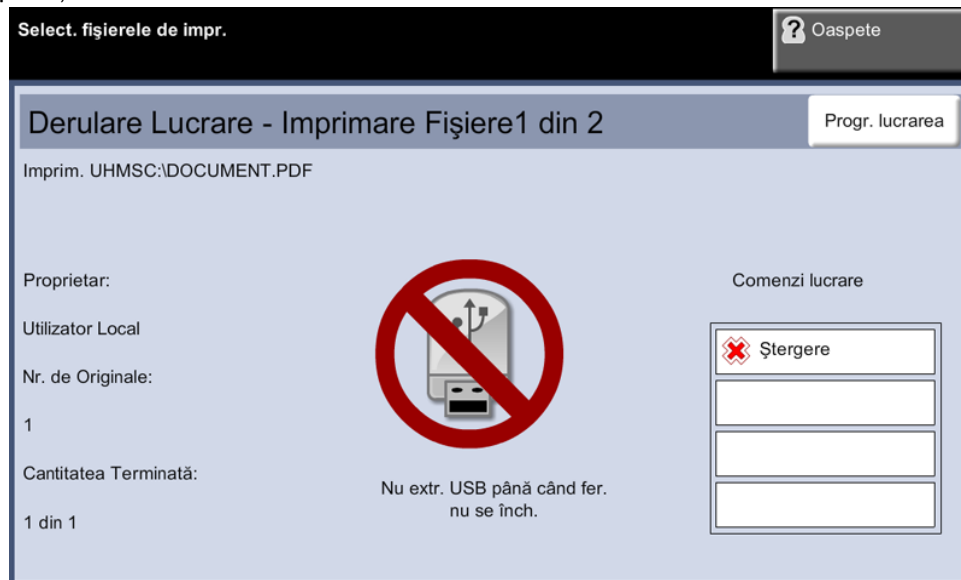 Select. fişierele de impr.
Oaspete
Derulare Lucrare - Imprimare Fişiere1 din 2
Progr. lucrarea
Imprim. UHMSC:\DOCUMENT.PDF
Proprietar:
Comenzi lucrare
Utilizator Local
Ştergere
Nr. de Originale:
1
Cantitatea Terminată:
Nu extr. USB până când fer.
nu se înch.
1 din 1